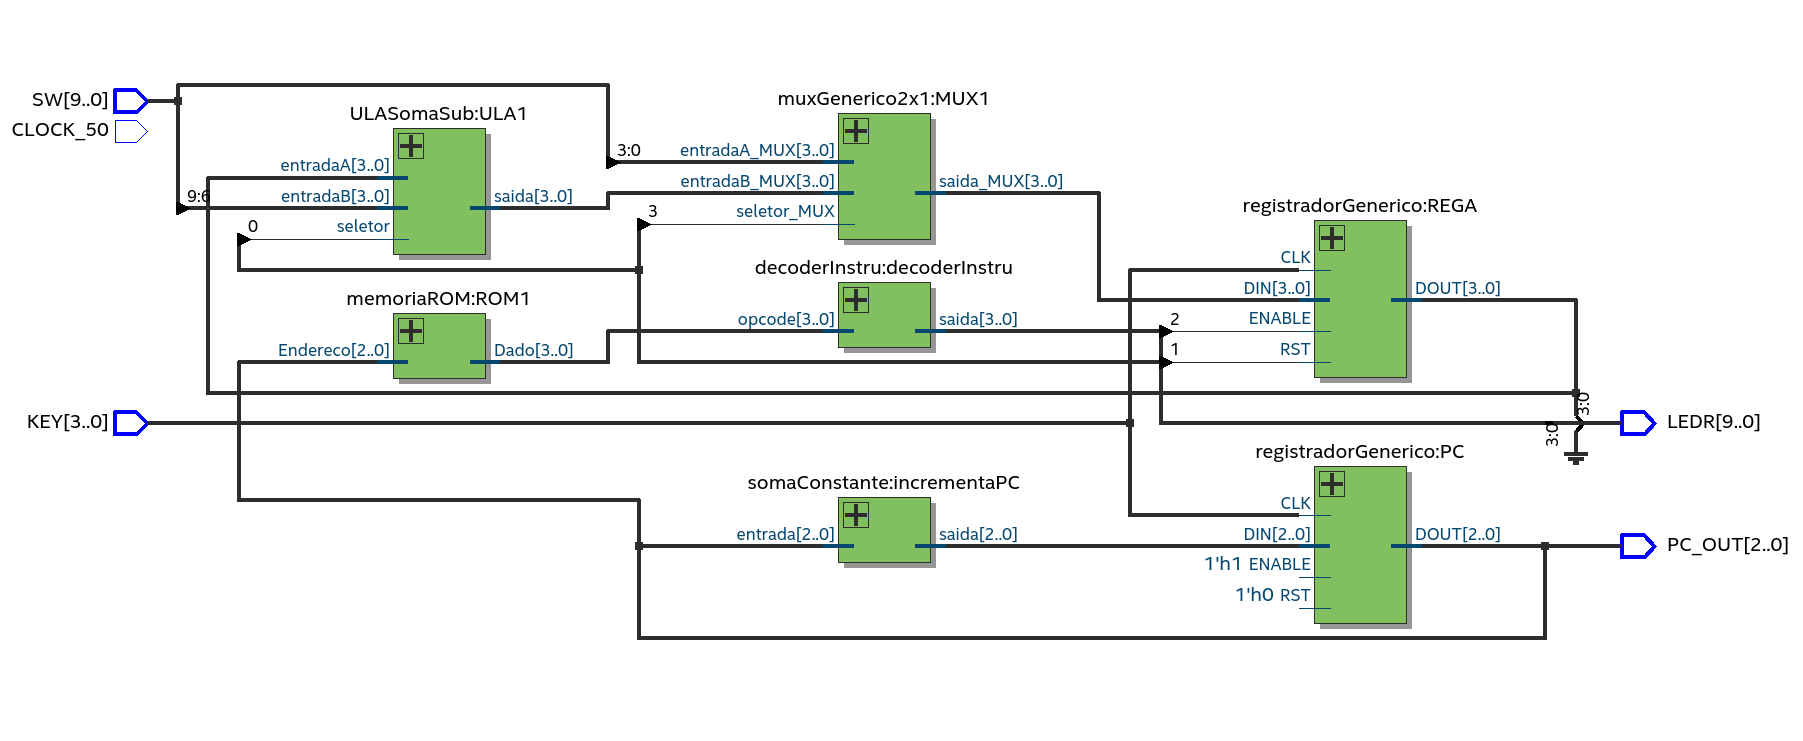 SW[9..0]
CLOCK_50
ULASomaSub:ULA1
entradaA[3..0]
9:6
entradaB[3..0]
saida[3..0]
0
seletor
muxGenerico2x1:MUX1
3:0
entradaA_MUX[3..0]
entradaB_MUX[3..0]
saida_MUX[3..0]
3
seletor_MUX
registradorGenerico:REGA
CLK
DIN[3..0]
DOUT[3..0]
2
ENABLE
1
RST
decoderInstru:decoderInstru
opcode[3..0]
saida[3..0]
memoriaROM:ROM1
Endereco[2..0]
Dado[3..0]
KEY[3..0]
3:0
3:0
LEDR[9..0]
registradorGenerico:PC
CLK
somaConstante:incrementaPC
entrada[2..0]
saida[2..0]
DIN[2..0]
DOUT[2..0]
PC_OUT[2..0]
1'h1 ENABLE
1'h0 RST